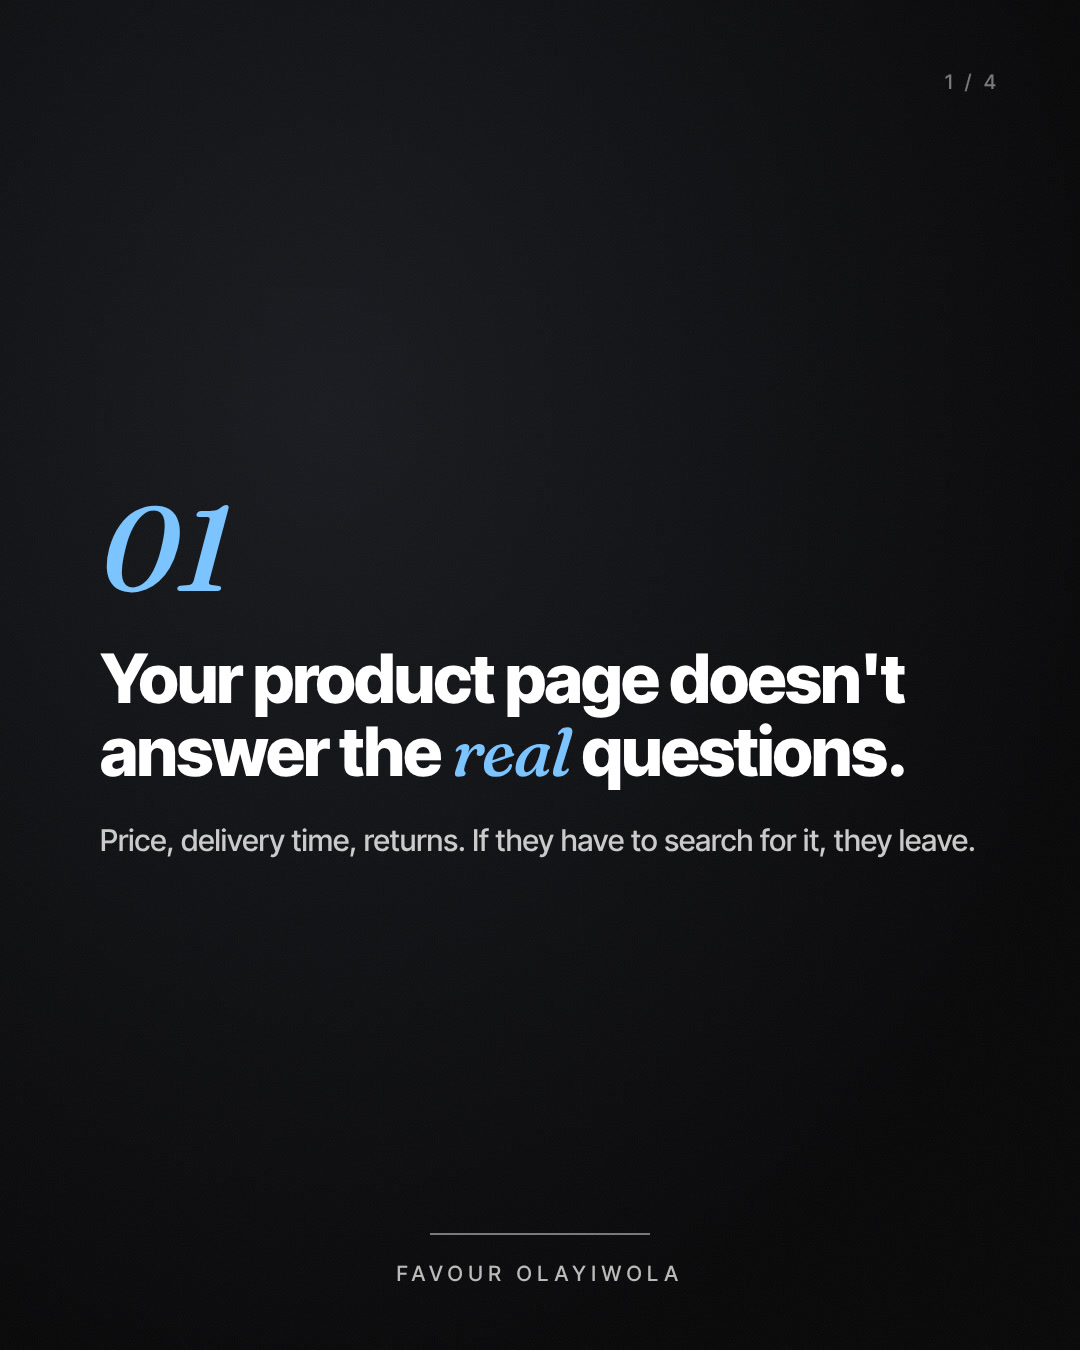 1 / 4
01
Your product page doesn't
answer the real questions.
Price, delivery time, returns. If they have to search for it, they leave.
FAVOUR OLAYIWOLA